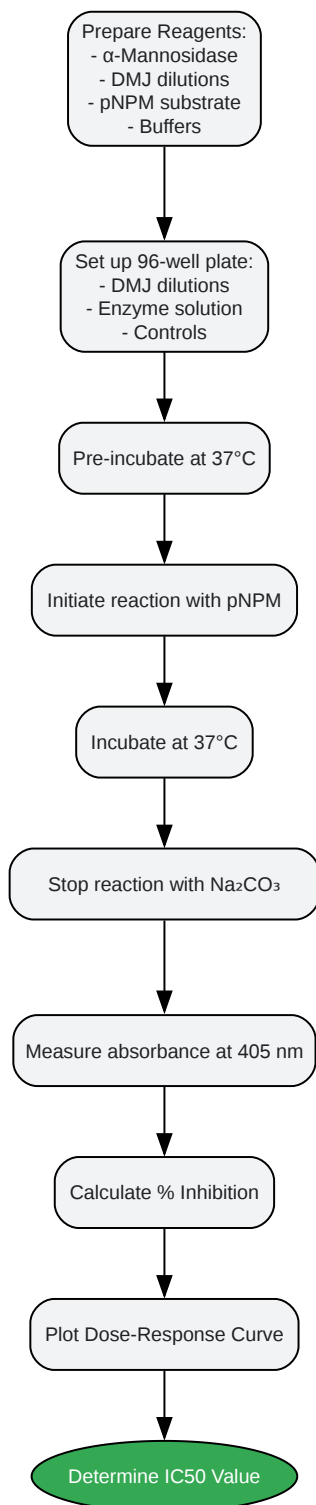 Prepare Reagents:
- α-Mannosidase
- DMJ dilutions
- pNPM substrate
- Buffers
Set up 96-well plate:
- DMJ dilutions
- Enzyme solution
- Controls
Pre-incubate at 37°C
Initiate reaction with pNPM
Incubate at 37°C
Stop reaction with Na₂CO₃
Measure absorbance at 405 nm
Calculate % Inhibition
Plot Dose-Response Curve
Determine IC50 Value